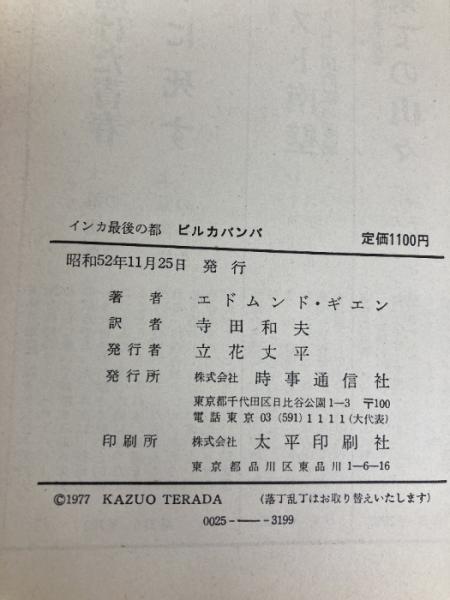 インカ最後の都 ビルカバンバ 定価1100円
昭和52年11月25日 発行
著者 エドムンド・ギエン
訳者 寺田和夫
発行者 立花丈平
発行所 株式会社 時事通信社
東京都千代田区日比谷公園1-3 〒100
電話東京03(591)1111(大代表)
印刷所 株式会社 太平印刷社
東京都品川区東品川1-6-16
©1977 KAZUO TERADA (落丁乱丁はお取り替えいたします)
0025-――-3199